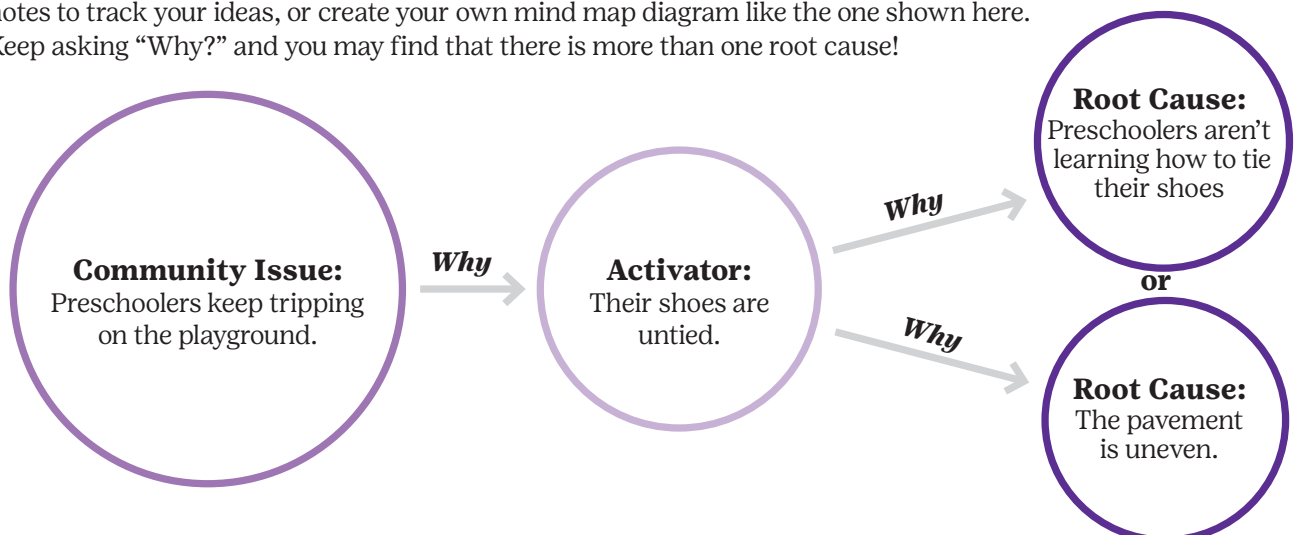 notes to track your ideas, or create your own mind map diagram like the one shown here.
Keep asking “Why?” and you may find that there is more than one root cause!
Community Issue:
Preschoolers keep tripping
on the playground.
Why
Activator:
Their shoes are
untied.
Why
Root Cause:
Preschoolers aren’t
learning how to tie
their shoes
or
Why
Root Cause:
The pavement
is uneven.